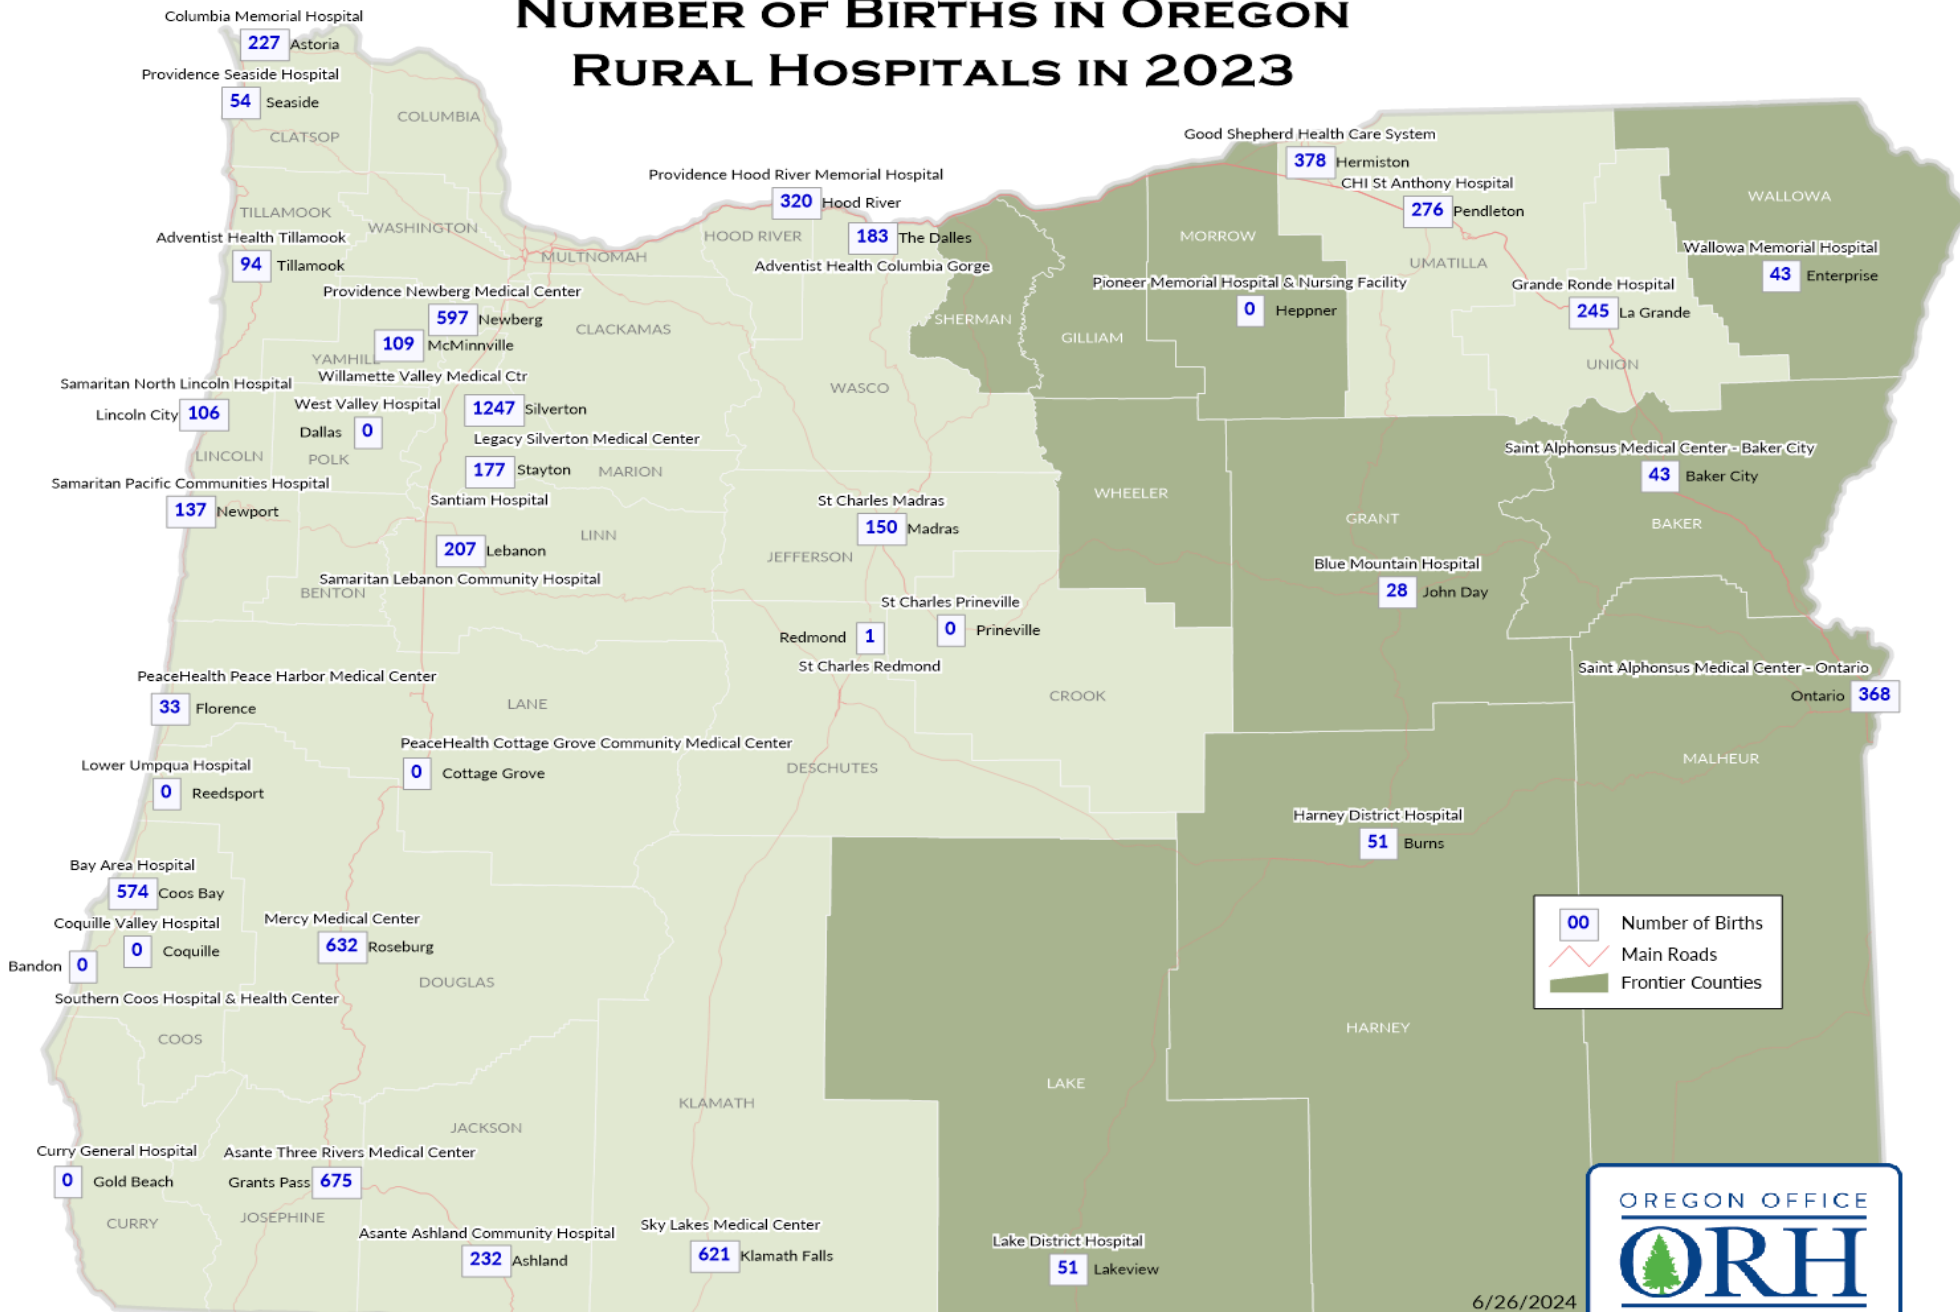 Number of Births in Oregon
Rural Hospitals in 2023
Columbia Memorial Hospital
227 Astoria
Providence Seaside Hospital
54 Seaside
CLATSOP
COLUMBIA
TILLAMOOK
WASHINGTON
Adventist Health Tillamook
94 Tillamook
MULTNOMAH
Providence Hood River Memorial Hospital
320 Hood River
HOOD RIVER
183 The Dalles
Adventist Health Columbia Gorge
Good Shepherd Health Care System
378 Hermiston
CHI St Anthony Hospital
276 Pendleton
WALLOWA
MORROW
UMATILLA
Wallowa Memorial Hospital
43 Enterprise
Pioneer Memorial Hospital & Nursing Facility
0 Heppner
Grande Ronde Hospital
245 La Grande
UNION
SHERMAN
GILLIAM
Providence Newberg Medical Center
597 Newberg
CLACKAMAS
109 McMinnville
YAMHILL
Willamette Valley Medical Ctr
WASCO
Samaritan North Lincoln Hospital
Lincoln City 106
West Valley Hospital
Dallas 0
1247 Silverton
Legacy Silverton Medical Center
LINCOLN
POLK
177 Stayton
MARION
Santiam Hospital
Samaritan Pacific Communities Hospital
137 Newport
Saint Alphonsus Medical Center - Baker City
43 Baker City
BAKER
WHEELER
GRANT
St Charles Madras
150 Madras
JEFFERSON
LINN
207 Lebanon
Samaritan Lebanon Community Hospital
BENTON
Blue Mountain Hospital
28 John Day
St Charles Prineville
0 Prineville
Redmond 1
St Charles Redmond
CROOK
Saint Alphonsus Medical Center - Ontario
Ontario 368
MALHEUR
PeaceHealth Peace Harbor Medical Center
33 Florence
LANE
PeaceHealth Cottage Grove Community Medical Center
0 Cottage Grove
DESCHUTES
Lower Umpqua Hospital
0 Reedsport
Harney District Hospital
51 Burns
Bay Area Hospital
574 Coos Bay
Coquille Valley Hospital
0 Coquille
Bandon 0
Southern Coos Hospital & Health Center
Mercy Medical Center
632 Roseburg
DOUGLAS
COOS
00 Number of Births
Main Roads
Frontier Counties
HARNEY
LAKE
KLAMATH
JACKSON
Curry General Hospital
0 Gold Beach
CURRY
Asante Three Rivers Medical Center
Grants Pass 675
JOSEPHINE
Asante Ashland Community Hospital
232 Ashland
Sky Lakes Medical Center
621 Klamath Falls
Lake District Hospital
51 Lakeview
6/26/2024
OREGON OFFICE
ORH